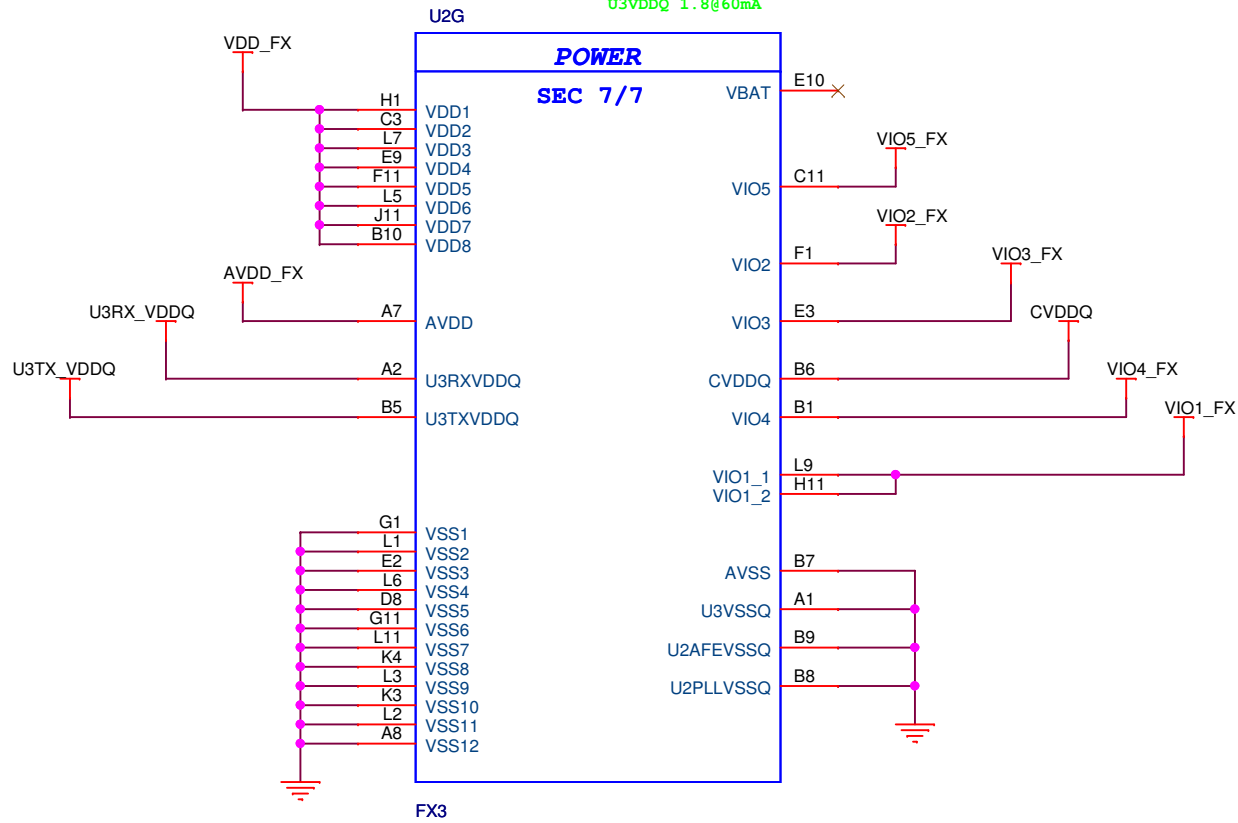 U3VDDQ 1.8@60mA
U2G
POWER
SEC 7/7
VDD_FX
H1 VDD1
C3 VDD2
L7 VDD3
E9 VDD4
F11 VDD5
L5 VDD6
J11 VDD7
B10 VDD8
AVDD_FX
A7 AVDD
U3RX_VDDQ
A2 U3RXVDDQ
U3TX_VDDQ
B5 U3TXVDDQ
G1 VSS1
L1 VSS2
E2 VSS3
L6 VSS4
D8 VSS5
G11 VSS6
L11 VSS7
K4 VSS8
L3 VSS9
K3 VSS10
L2 VSS11
A8 VSS12
VBAT E10
VIO5_FX
VIO5 C11
VIO2_FX
VIO2 F1
VIO3_FX
VIO3 E3
CVDDQ
CVDDQ B6
VIO4_FX
VIO4 B1
VIO1_FX
VIO1_1 L9
VIO1_2 H11
AVSS B7
U3VSSQ A1
U2AFEVSSQ B9
U2PLLVSSQ B8
FX3